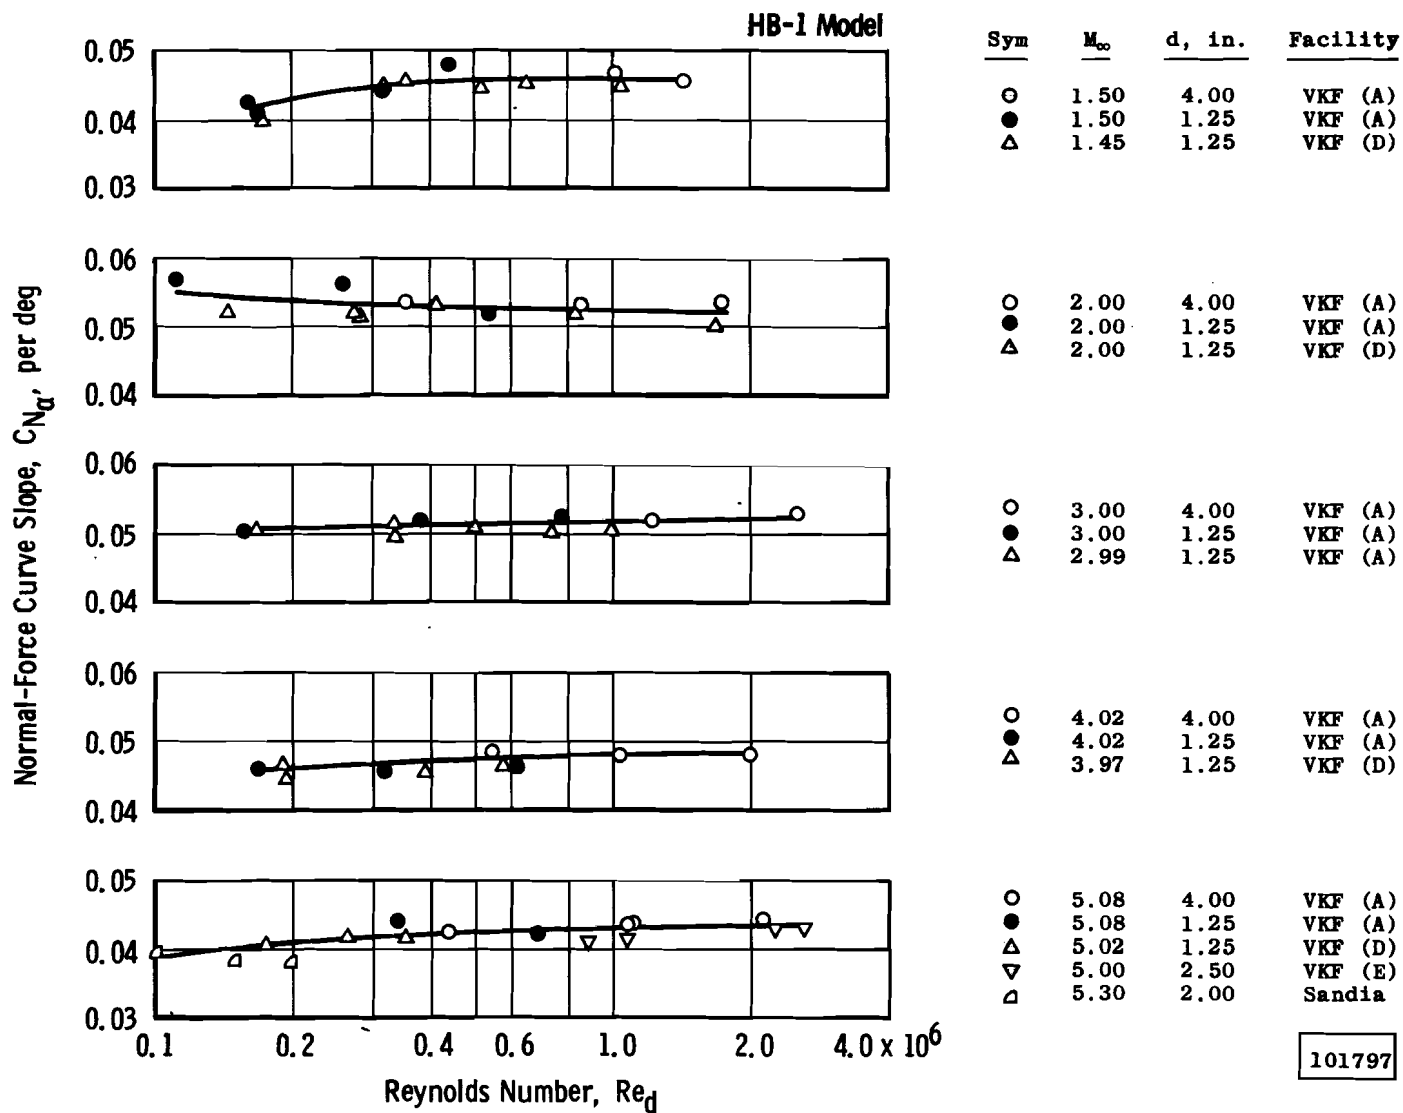 HB-1 Model
Sym M∞ d, in. Facility
0.05
0.04
0.03
○ 1.50 4.00 VKF (A)
● 1.50 1.25 VKF (A)
△ 1.45 1.25 VKF (D)
0.06
0.05
0.04
○ 2.00 4.00 VKF (A)
● 2.00 1.25 VKF (A)
△ 2.00 1.25 VKF (D)
0.06
0.05
0.04
○ 3.00 4.00 VKF (A)
● 3.00 1.25 VKF (A)
△ 2.99 1.25 VKF (A)
0.06
0.05
0.04
○ 4.02 4.00 VKF (A)
● 4.02 1.25 VKF (A)
△ 3.97 1.25 VKF (D)
0.05
0.04
0.03
○ 5.08 4.00 VKF (A)
● 5.08 1.25 VKF (A)
△ 5.02 1.25 VKF (D)
▽ 5.00 2.50 VKF (E)
⌓ 5.30 2.00 Sandia
Normal-Force Curve Slope, C_Nα, per deg
0.1 0.2 0.4 0.6 1.0 2.0 4.0 x 10^6
Reynolds Number, Re_d
101797